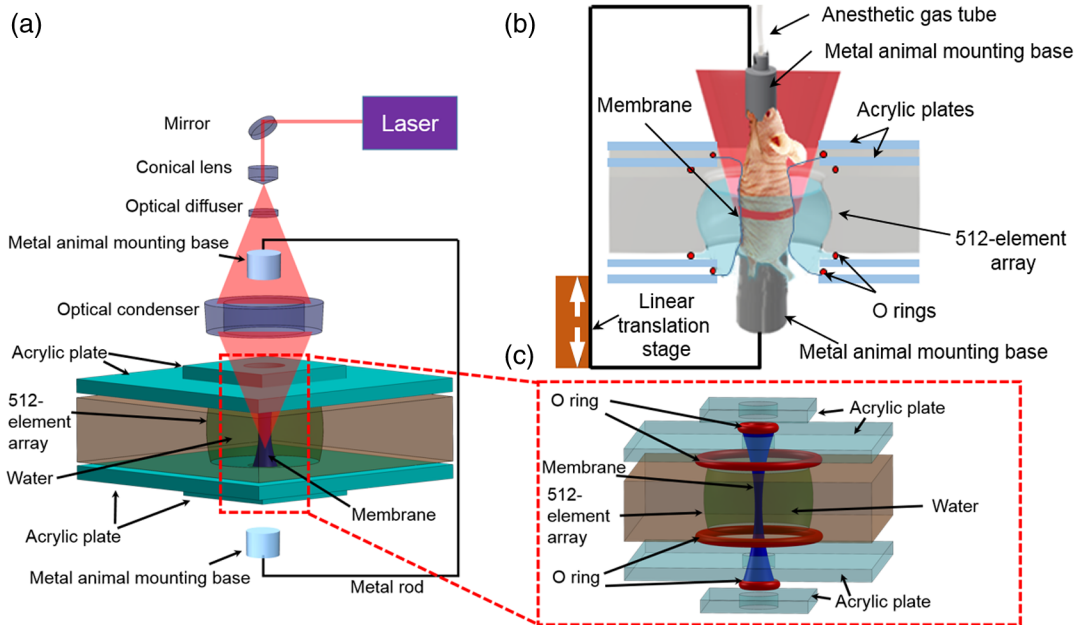 (a)
Laser
Mirror
Conical lens
Optical diffuser
Metal animal mounting base
Optical condenser
Acrylic plate
512-
element
array
Water
Acrylic plate
Membrane
Metal animal mounting base
Metal rod
(b)
Anesthetic gas tube
Metal animal mounting base
Membrane
Acrylic plates
512-element
array
O rings
Linear
translation
stage
Metal animal mounting base
(c)
O ring
Acrylic plate
Membrane
512-
element
array
Water
O ring
Acrylic plate